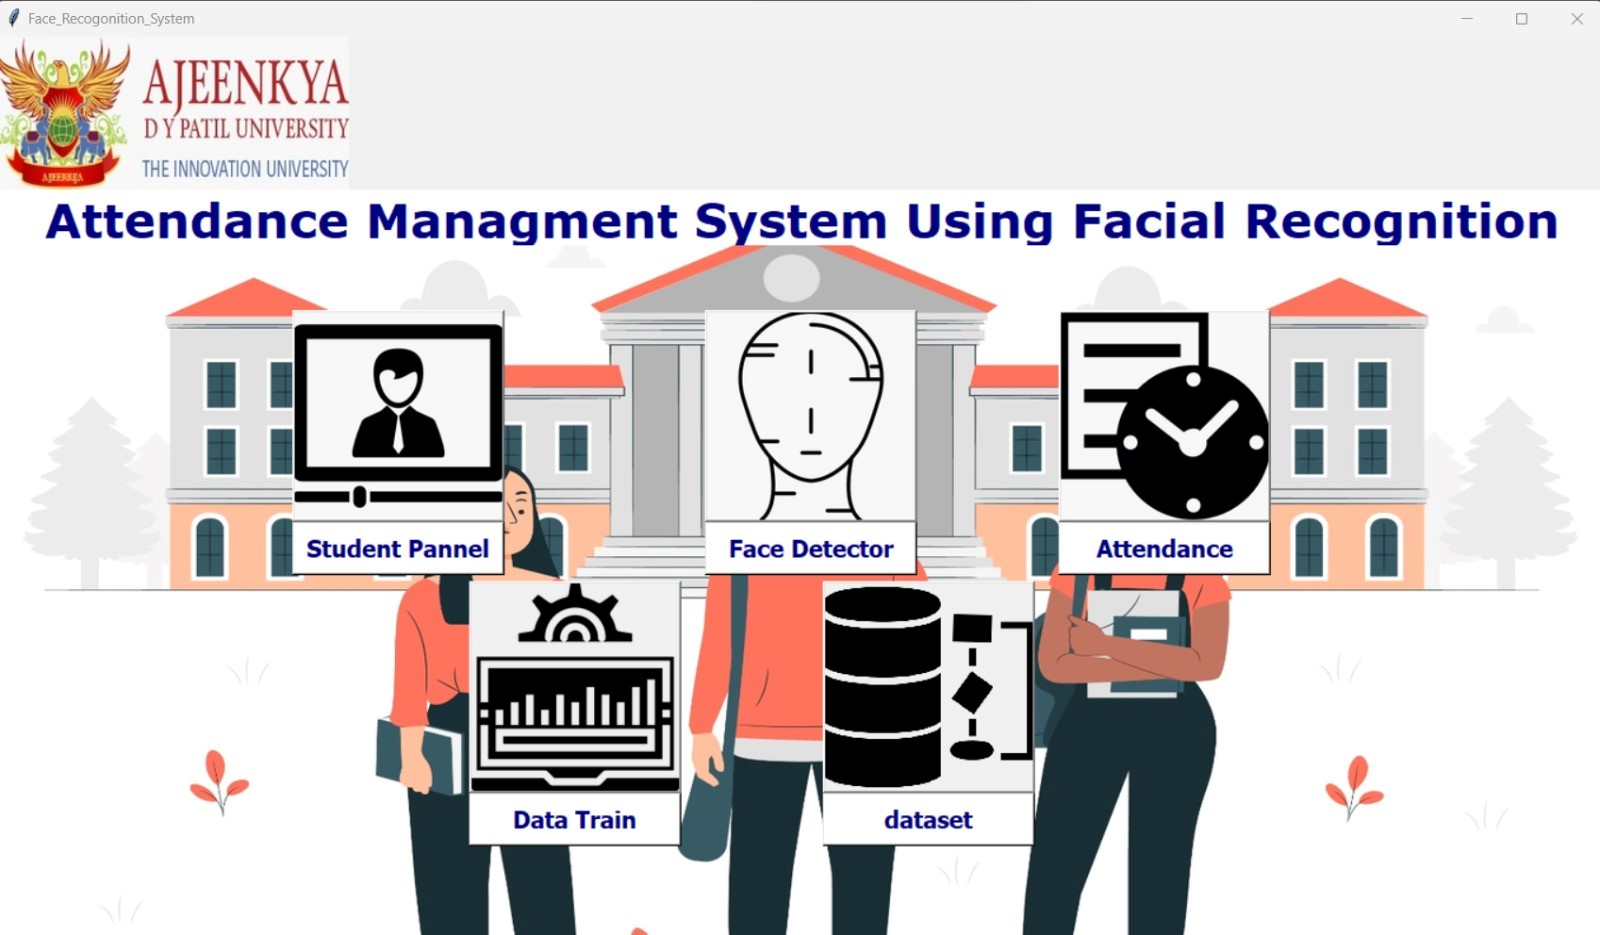 Face_Recogonition_System
AJEENKYA
D Y PATIL UNIVERSITY
THE INNOVATION UNIVERSITY
AJEENKYA
Attendance Managment System Using Facial Recognition
Student Pannel
Face Detector
Attendance
Data Train
dataset